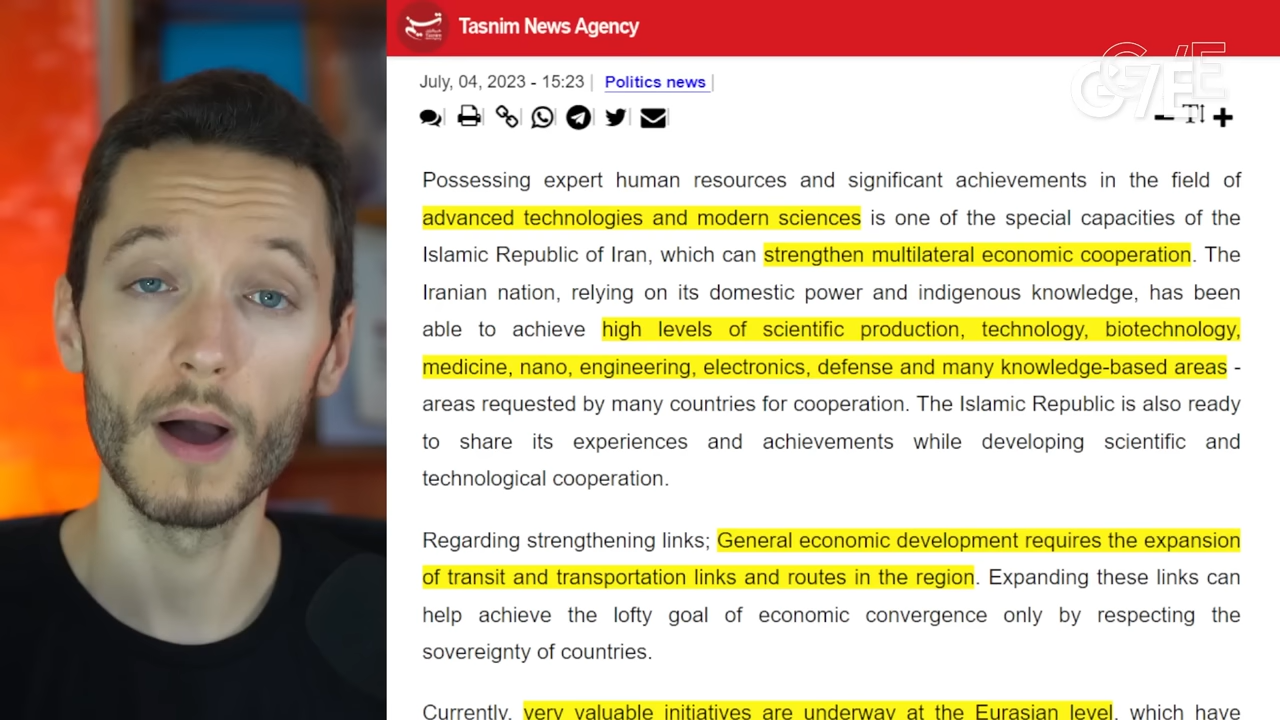 Tasnim News Agency
July, 04, 2023 - 15:23 | Politics news |
Possessing expert human resources and significant achievements in the field of
advanced technologies and modern sciences is one of the special capacities of the
Islamic Republic of Iran, which can strengthen multilateral economic cooperation. The
Iranian nation, relying on its domestic power and indigenous knowledge, has been
able to achieve high levels of scientific production, technology, biotechnology,
medicine, nano, engineering, electronics, defense and many knowledge-based areas -
areas requested by many countries for cooperation. The Islamic Republic is also ready
to share its experiences and achievements while developing scientific and
technological cooperation.
Regarding strengthening links; General economic development requires the expansion
of transit and transportation links and routes in the region. Expanding these links can
help achieve the lofty goal of economic convergence only by respecting the
sovereignty of countries.
Currently, very valuable initiatives are underway at the Eurasian level, which have